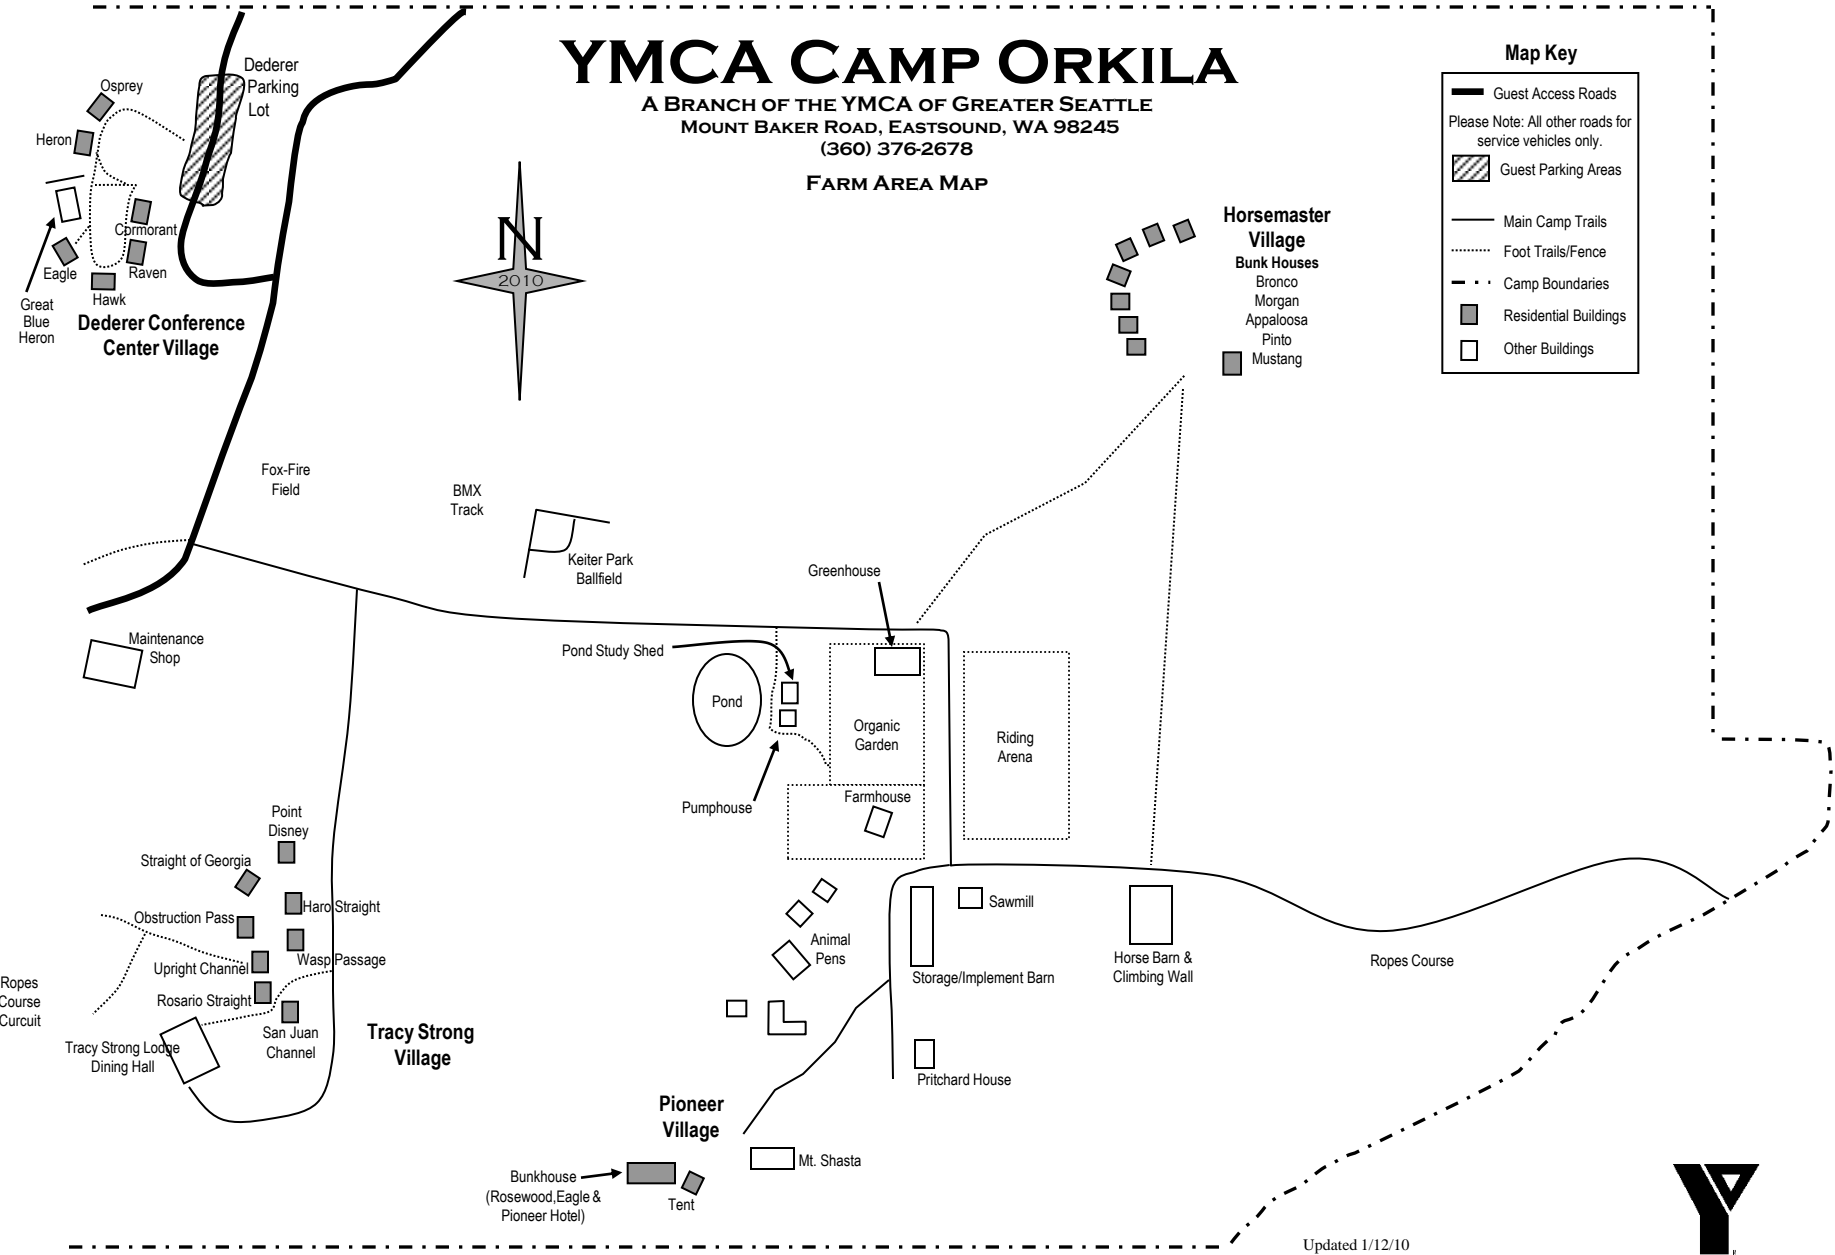 YMCA CAMP ORKILA
A BRANCH OF THE YMCA OF GREATER SEATTLE
MOUNT BAKER ROAD, EASTSOUND, WA 98245
(360) 376-2678
FARM AREA MAP
Map Key
Guest Access Roads
Please Note: All other roads for
service vehicles only.
Guest Parking Areas
Main Camp Trails
Foot Trails/Fence
Camp Boundaries
Residential Buildings
Other Buildings
Dederer
Parking
Lot
Osprey
Heron
Cormorant
Eagle
Raven
Hawk
Great
Blue
Heron
Dederer Conference
Center Village
N
2010
Horsemaster
Village
Bunk Houses
Bronco
Morgan
Appaloosa
Pinto
Mustang
Fox-Fire
Field
BMX
Track
Keiter Park
Ballfield
Greenhouse
Maintenance
Shop
Pond Study Shed
Pond
Organic
Garden
Riding
Arena
Pumphouse
Farmhouse
Point
Disney
Straight of Georgia
Haro Straight
Obstruction Pass
Wasp Passage
Upright Channel
Rosario Straight
San Juan
Channel
Ropes
Course
Curcuit
Tracy Strong Lodge
Dining Hall
Tracy Strong
Village
Animal
Pens
Sawmill
Storage/Implement Barn
Horse Barn &
Climbing Wall
Ropes Course
Pritchard House
Pioneer
Village
Mt. Shasta
Bunkhouse
(Rosewood,Eagle &
Pioneer Hotel)
Tent
Updated 1/12/10